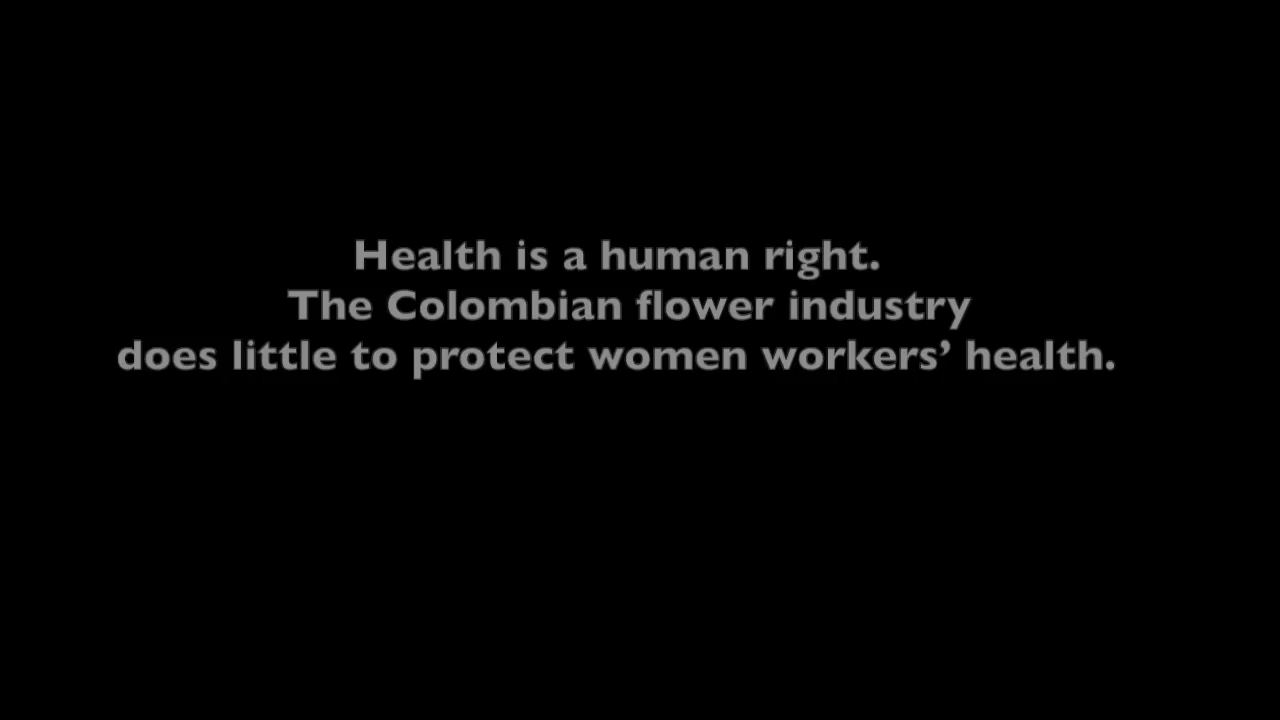 Health is a human right.
The Colombian flower industry
does little to protect women workers’ health.